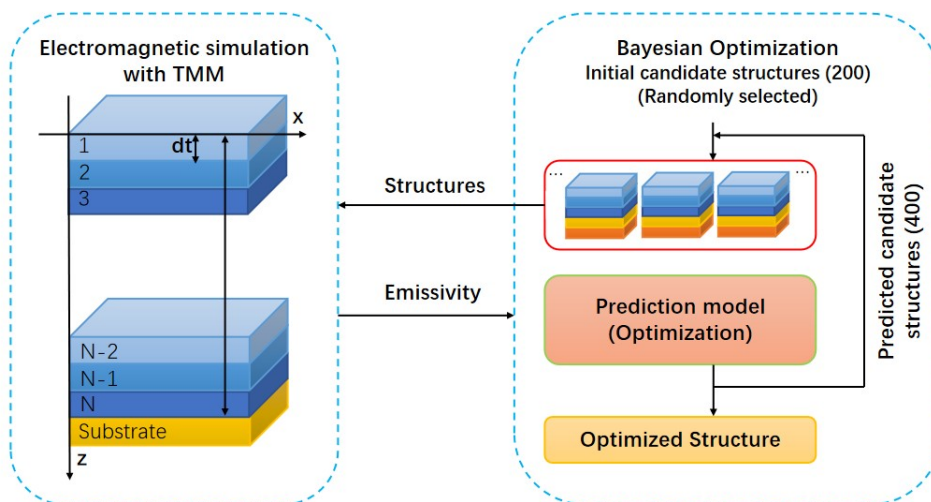 Electromagnetic simulation
with TMM
x
1
dt
2
3
N-2
N-1
N
Substrate
z
Structures
Emissivity
Bayesian Optimization
Initial candidate structures (200)
(Randomly selected)
...
...
Prediction model
(Optimization)
Optimized Structure
Predicted candidate
structures (400)